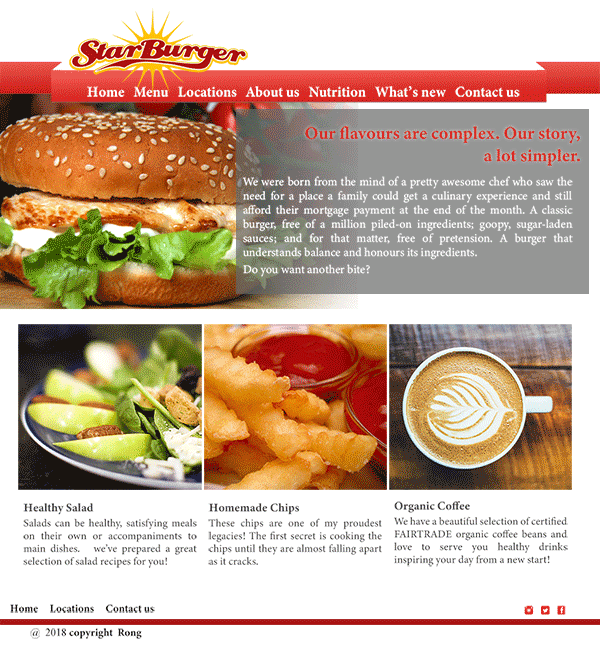 StarBurger
Home Menu Locations About us Nutrition What's new Contact us
Our flavours are complex. Our story,
a lot simpler.
We were born from the mind of a pretty awesome chef who saw the
need for a place a family could get a culinary experience and still
afford their mortgage payment at the end of the month. A classic
burger, free of a million piled-on ingredients; goopy, sugar-laden
sauces; and for that matter, free of pretension. A burger that
understands balance and honours its ingredients.
Do you want another bite?
Healthy Salad
Salads can be healthy, satisfying meals
on their own or accompaniments to
main dishes. we've prepared a great
selection of salad recipes for you!
Homemade Chips
These chips are one of my proudest
legacies! The first secret is cooking the
chips until they are almost falling apart
as it cracks.
Organic Coffee
We have a beautiful selection of certified
FAIRTRADE organic coffee beans and
love to serve you healthy drinks
inspiring your day from a new start!
Home Locations Contact us
@ 2018 copyright Rong